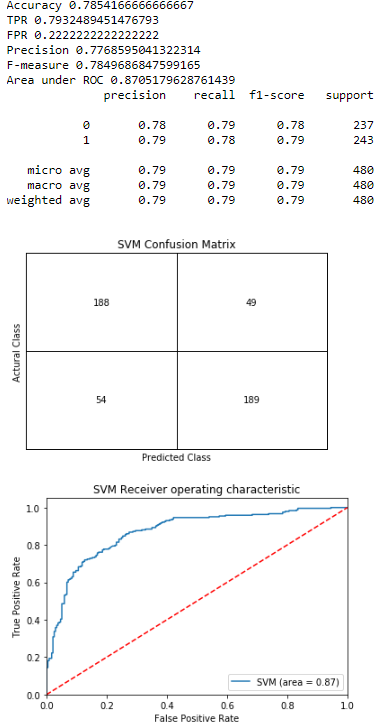 Accuracy 0.7854166666666667
TPR 0.7932489451476793
FPR 0.2222222222222222
Precision 0.7768595041322314
F-measure 0.7849686847599165
Area under ROC 0.8705179628761439
precision recall f1-score support
0 0.78 0.79 0.78 237
1 0.79 0.78 0.79 243
micro avg 0.79 0.79 0.79 480
macro avg 0.79 0.79 0.79 480
weighted avg 0.79 0.79 0.79 480
SVM Confusion Matrix
188 49
Actural Class
54 189
Predicted Class
SVM Receiver operating characteristic
1.0
0.8
0.6
0.4
0.2
0.0
True Positive Rate
SVM (area = 0.87)
0.0 0.2 0.4 0.6 0.8 1.0
False Positive Rate